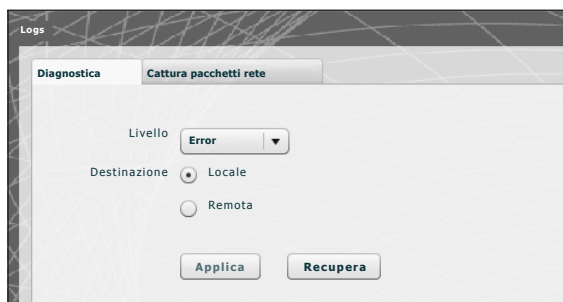 Logs
Diagnostica Cattura pacchetti rete
Livello Error
Destinazione Locale
Remota
Applica Recupera